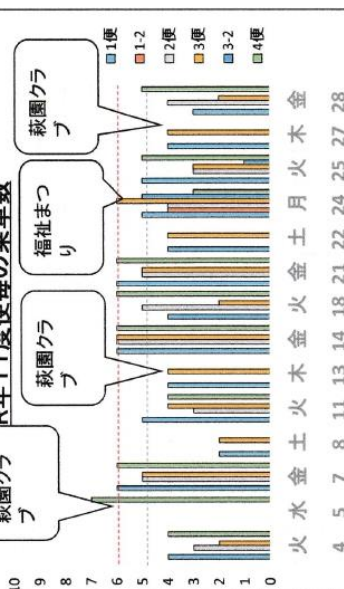 便毎の乗車数
萩園クラ
ブ
萩園クラ
ブ
福祉まつ
り
萩園クラ
ブ
10
9
8
7
6
5
4
3
2
1
0
火 水 金 土 火 木 金 火 金 土 月 火 木 金
4 5 7 8 11 13 14 18 21 22 24 25 27 28
1便
1-2
2便
3便
3-2
4便